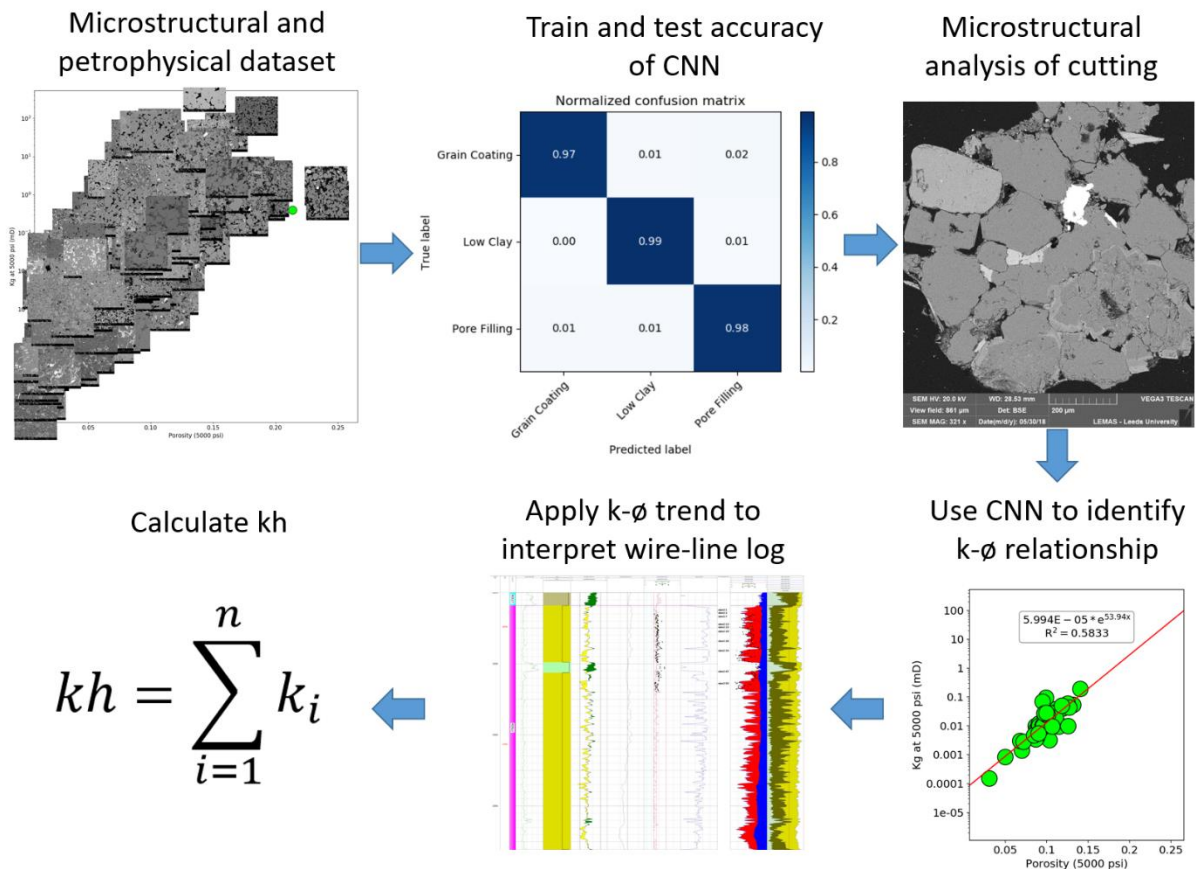 Microstructural and
petrophysical dataset
Train and test accuracy
of CNN
Microstructural
analysis of cutting
Kg at 5000 psi (mD)
10²
10¹
10⁰
0.05
0.10
0.15
0.20
0.25
Porosity (5000 psi)
Normalized confusion matrix
True label
Grain Coating
Low Clay
Pore Filling
0.97
0.01
0.02
0.00
0.99
0.01
0.01
0.01
0.98
Grain Coating
Low Clay
Pore Filling
Predicted label
0.8
0.6
0.4
0.2
SEM HV: 20.0 kV
WD: 28.53 mm
VEGA3 TESCAN
View field: 861 µm
Det: BSE
200 µm
SEM MAG: 321 x
Date(m/d/y): 05/30/18
LEMAS - Leeds University
Calculate kh
Apply k-ø trend to
interpret wire-line log
Use CNN to identify
k-ø relationship
n
kh = ∑ kᵢ
i=1
Kg at 5000 psi (mD)
100
10
1
0.1
0.01
0.001
0.0001
1e-05
5.994E − 05 * e^53.94x
R² = 0.5833
0.05
0.1
0.15
0.2
0.25
Porosity (5000 psi)